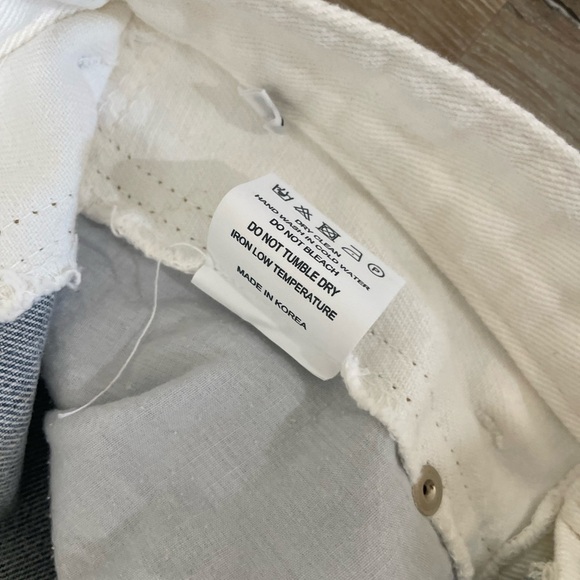 P
DRY CLEAN
HAND WASH IN COLD WATER
DO NOT BLEACH
DO NOT TUMBLE DRY
IRON LOW TEMPERATURE
MADE IN KOREA